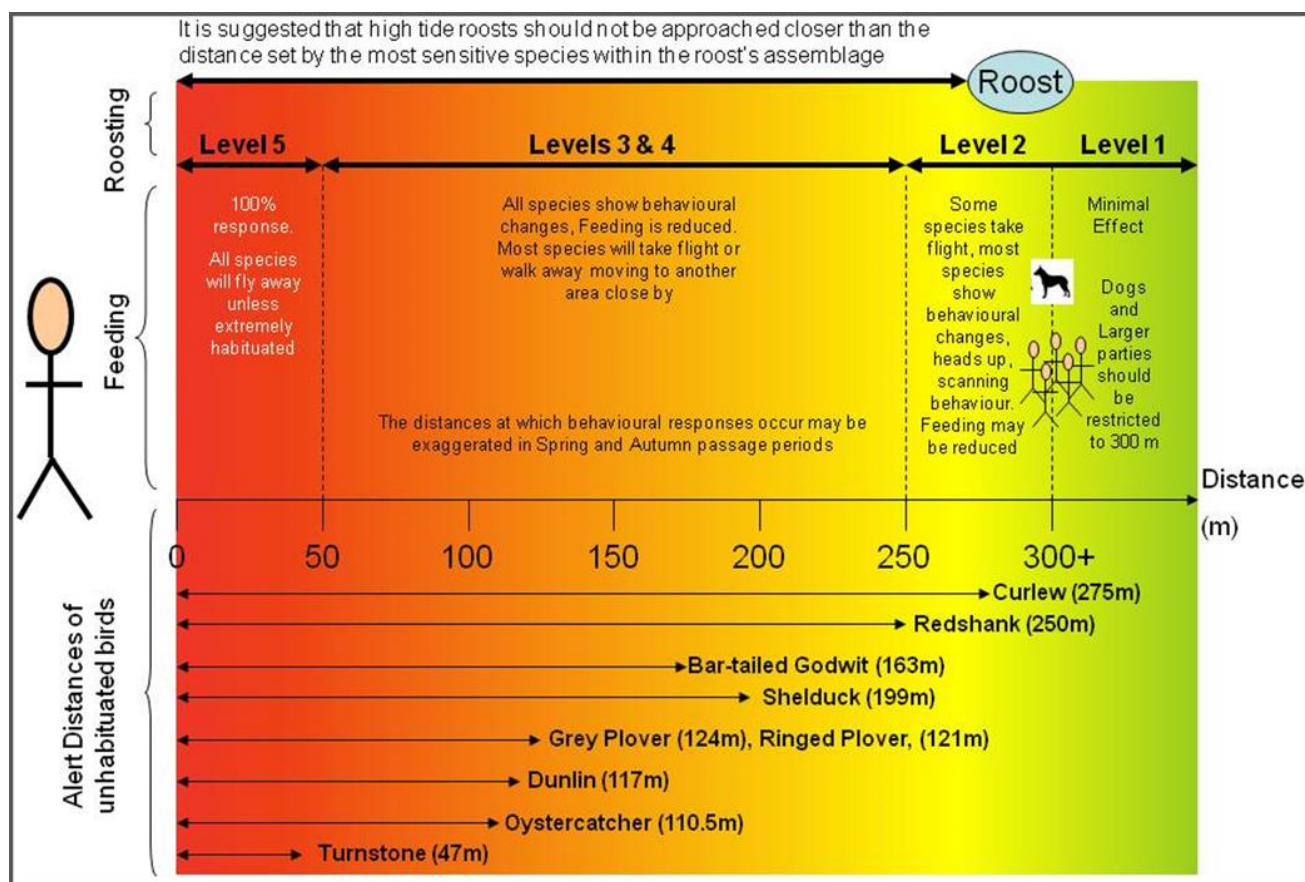 It is suggested that high tide roosts should not be approached closer than the
distance set by the most sensitive species within the roost's assemblage
Roost
Roosting
Level 5
Levels 3 & 4
Level 2
Level 1
Feeding
100%
response.
All species
will fly away
unless
extremely
habituated
All species show behavioural
changes, Feeding is reduced.
Most species will take flight or
walk away moving to another
area close by
The distances at which behavioural responses occur may be
exaggerated in Spring and Autumn passage periods
Some
species take
flight, most
species
show
behavioural
changes,
heads up,
scanning
behaviour.
Feeding may
be reduced
Minimal
Effect
Dogs
and
Larger
parties
should
be
restricted
to 300 m
Distance
(m)
0 50 100 150 200 250 300+
Alert Distances of
unhabituated birds
Curlew (275m)
Redshank (250m)
Bar-tailed Godwit (163m)
Shelduck (199m)
Grey Plover (124m), Ringed Plover, (121m)
Dunlin (117m)
Oystercatcher (110.5m)
Turnstone (47m)